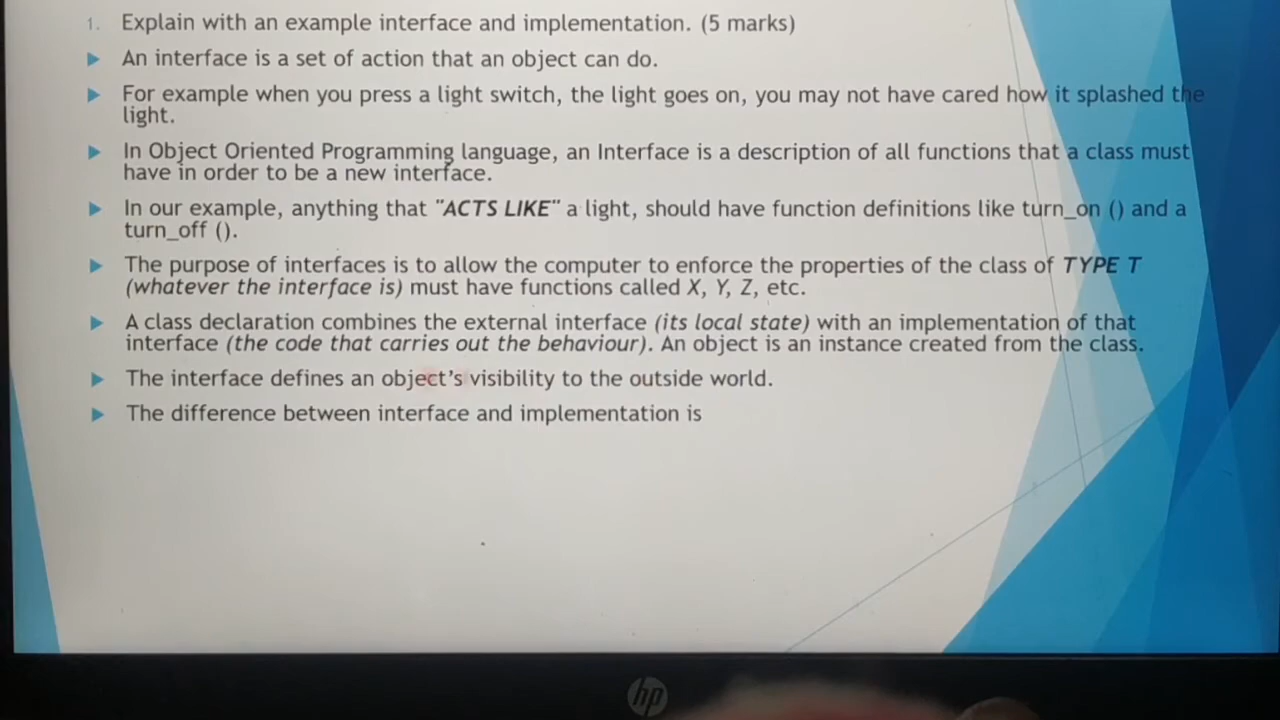 1. Explain with an example interface and implementation. (5 marks)
An interface is a set of action that an object can do.
For example when you press a light switch, the light goes on, you may not have cared how it splashed the
light.
In Object Oriented Programming language, an Interface is a description of all functions that a class must
have in order to be a new interface.
In our example, anything that "ACTS LIKE" a light, should have function definitions like turn_on () and a
turn_off ().
The purpose of interfaces is to allow the computer to enforce the properties of the class of TYPE T
(whatever the interface is) must have functions called X, Y, Z, etc.
A class declaration combines the external interface (its local state) with an implementation of that
interface (the code that carries out the behaviour). An object is an instance created from the class.
The interface defines an object's visibility to the outside world.
The difference between interface and implementation is
hp